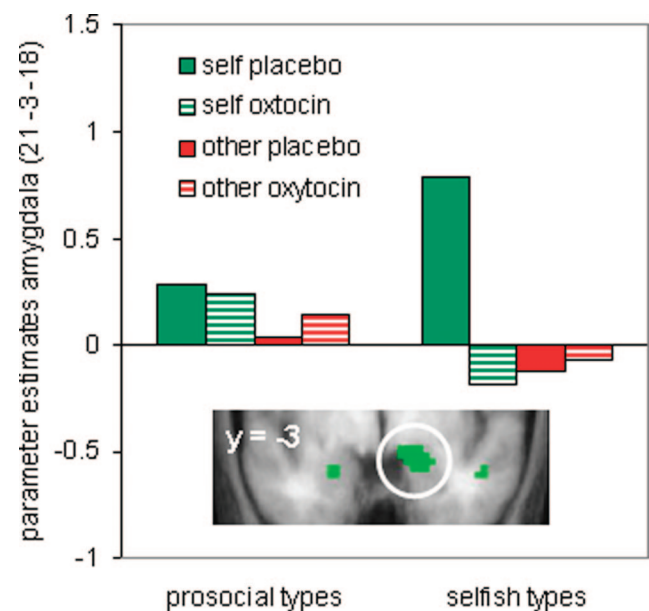 parameter estimates amygdala (21 -3 -18)
1.5
1
0.5
0
-0.5
-1
self placebo
self oxtocin
other placebo
other oxytocin
y = -3
prosocial types
selfish types